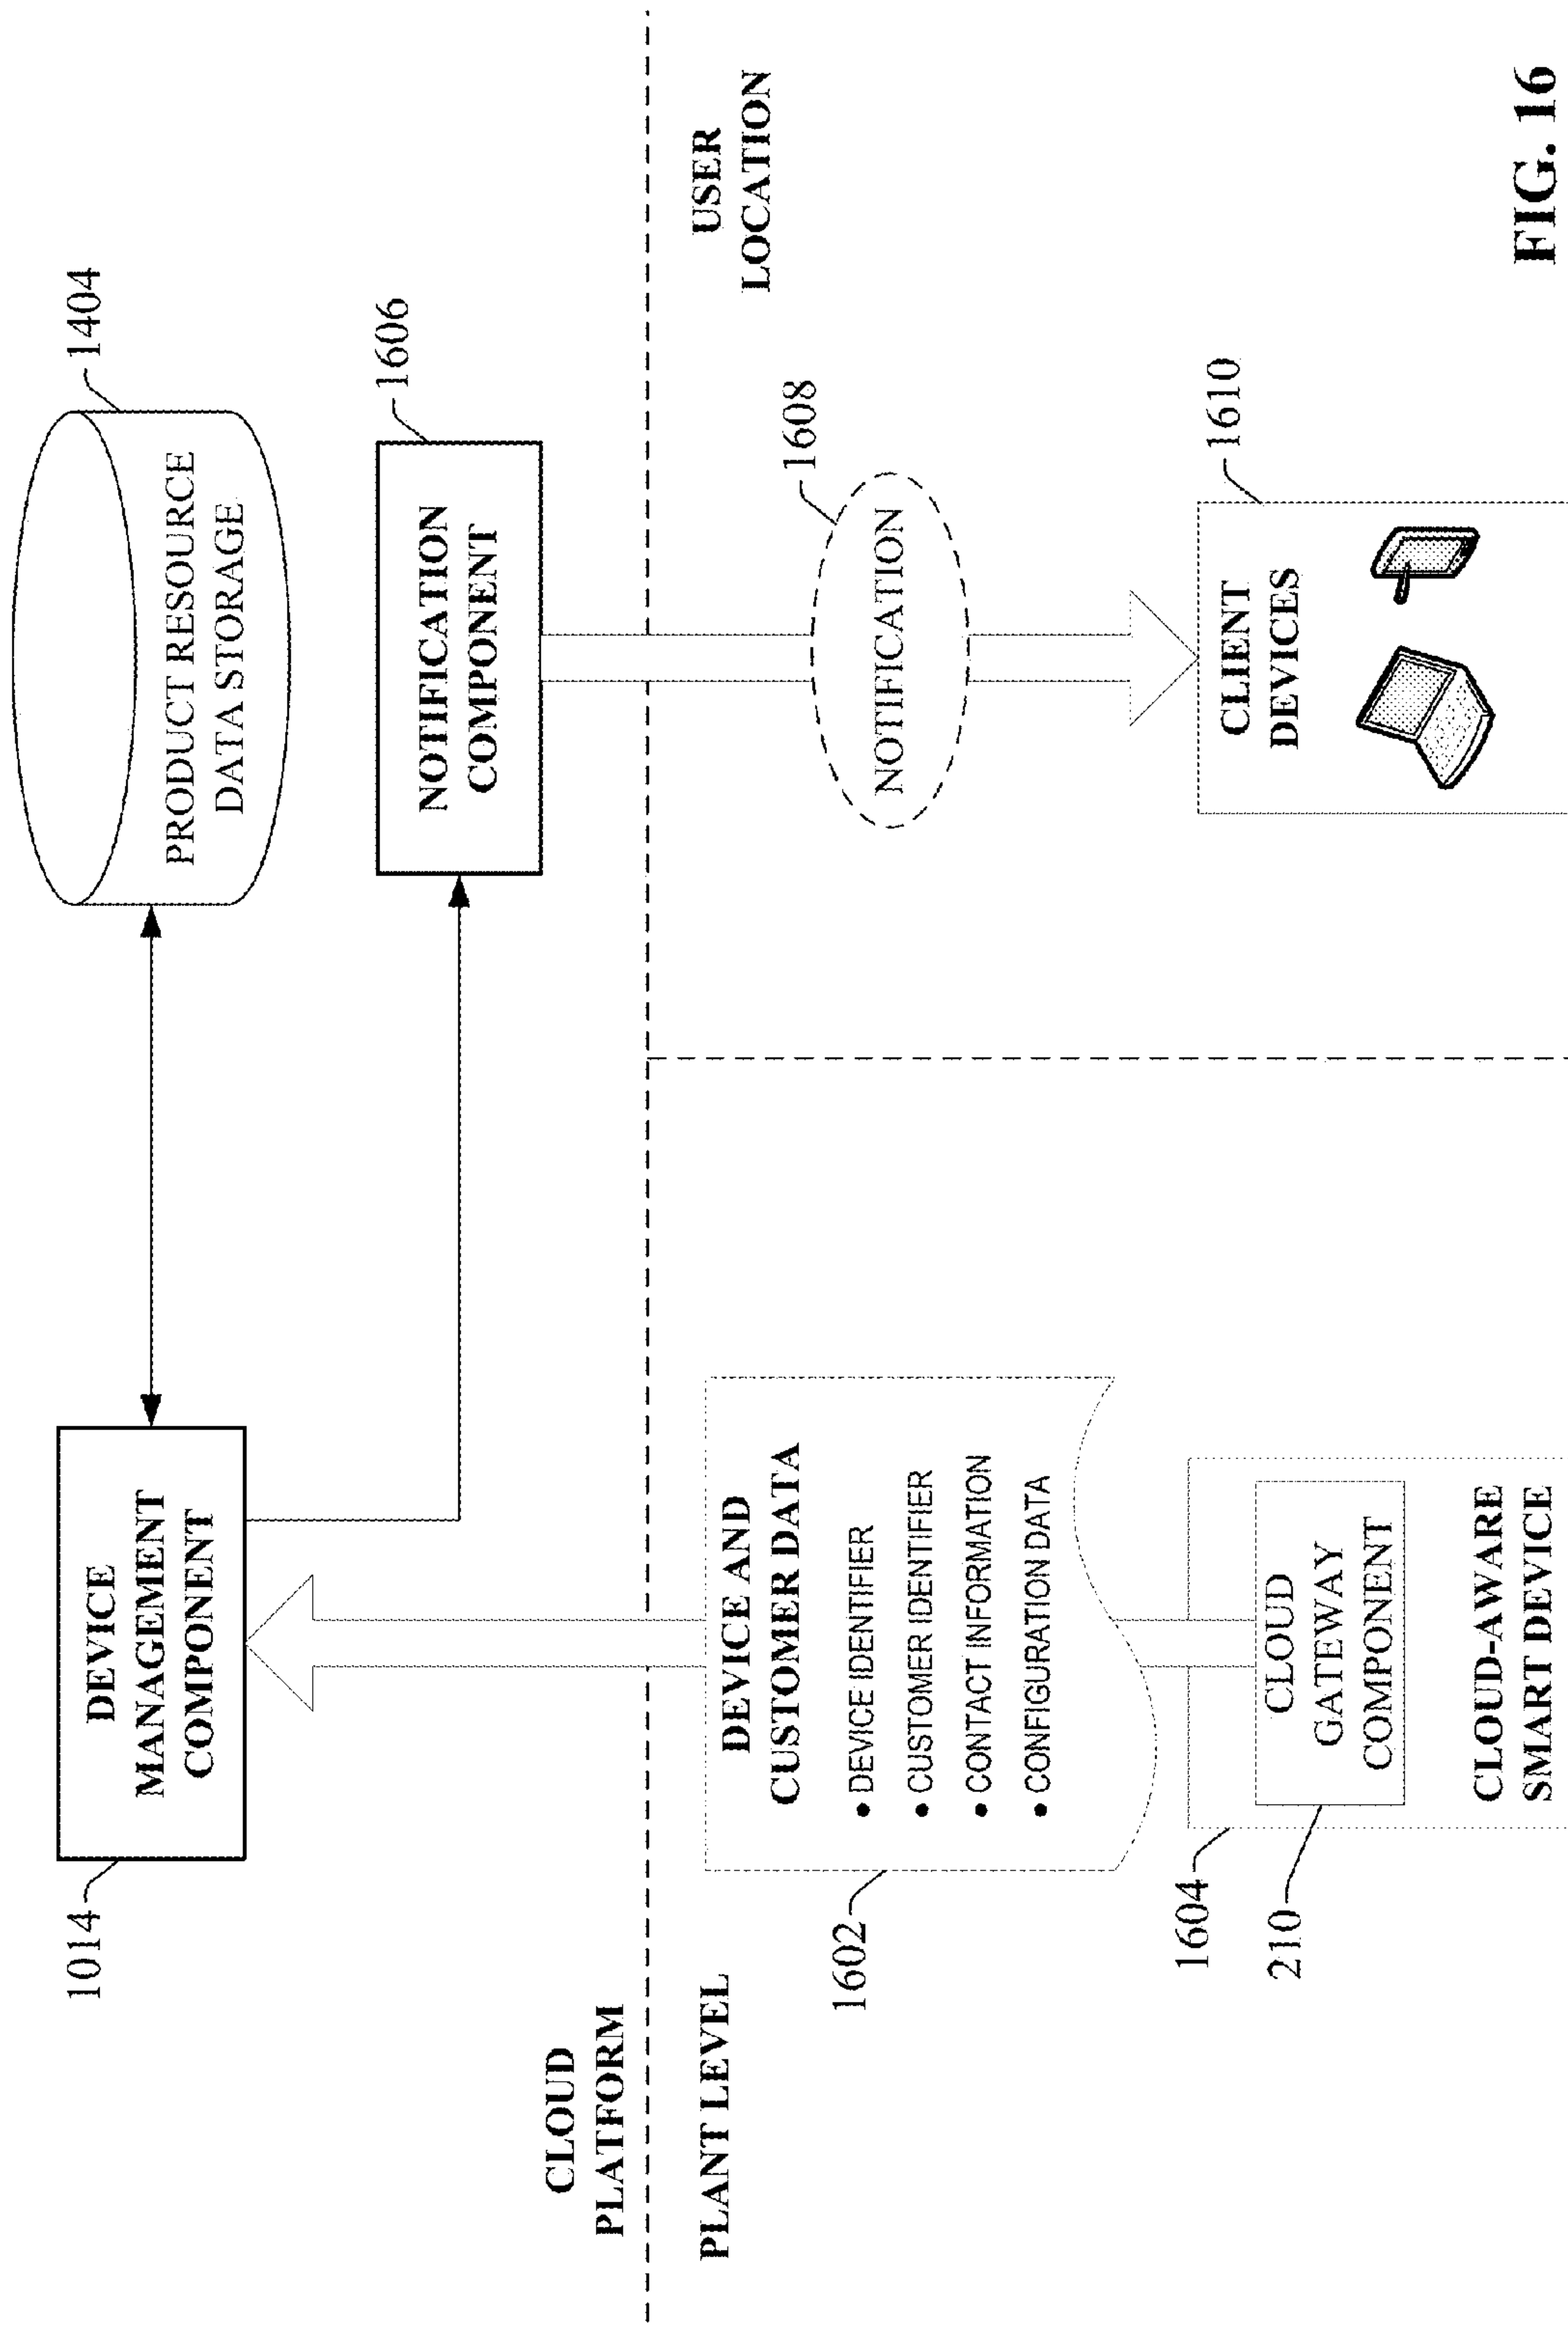 1014
DEVICE
MANAGEMENT
COMPONENT
1404
PRODUCT RESOURCE
DATA STORAGE
1606
NOTIFICATION
COMPONENT
CLOUD
PLATFORM
PLANT LEVEL
1602
DEVICE AND
CUSTOMER DATA
• DEVICE IDENTIFIER
• CUSTOMER IDENTIFIER
• CONTACT INFORMATION
• CONFIGURATION DATA
1604
210
CLOUD
GATEWAY
COMPONENT
CLOUD-AWARE
SMART DEVICE
USER
LOCATION
1608
NOTIFICATION
1610
CLIENT
DEVICES
FIG. 16